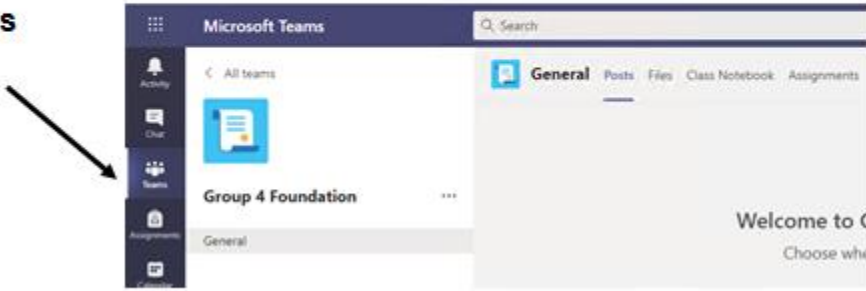 s
Microsoft Teams
Search
Activity
Chat
Teams
Assignments
Calendar
< All teams
Group 4 Foundation ...
General
General Posts Files Class Notebook Assignments
Welcome to
Choose